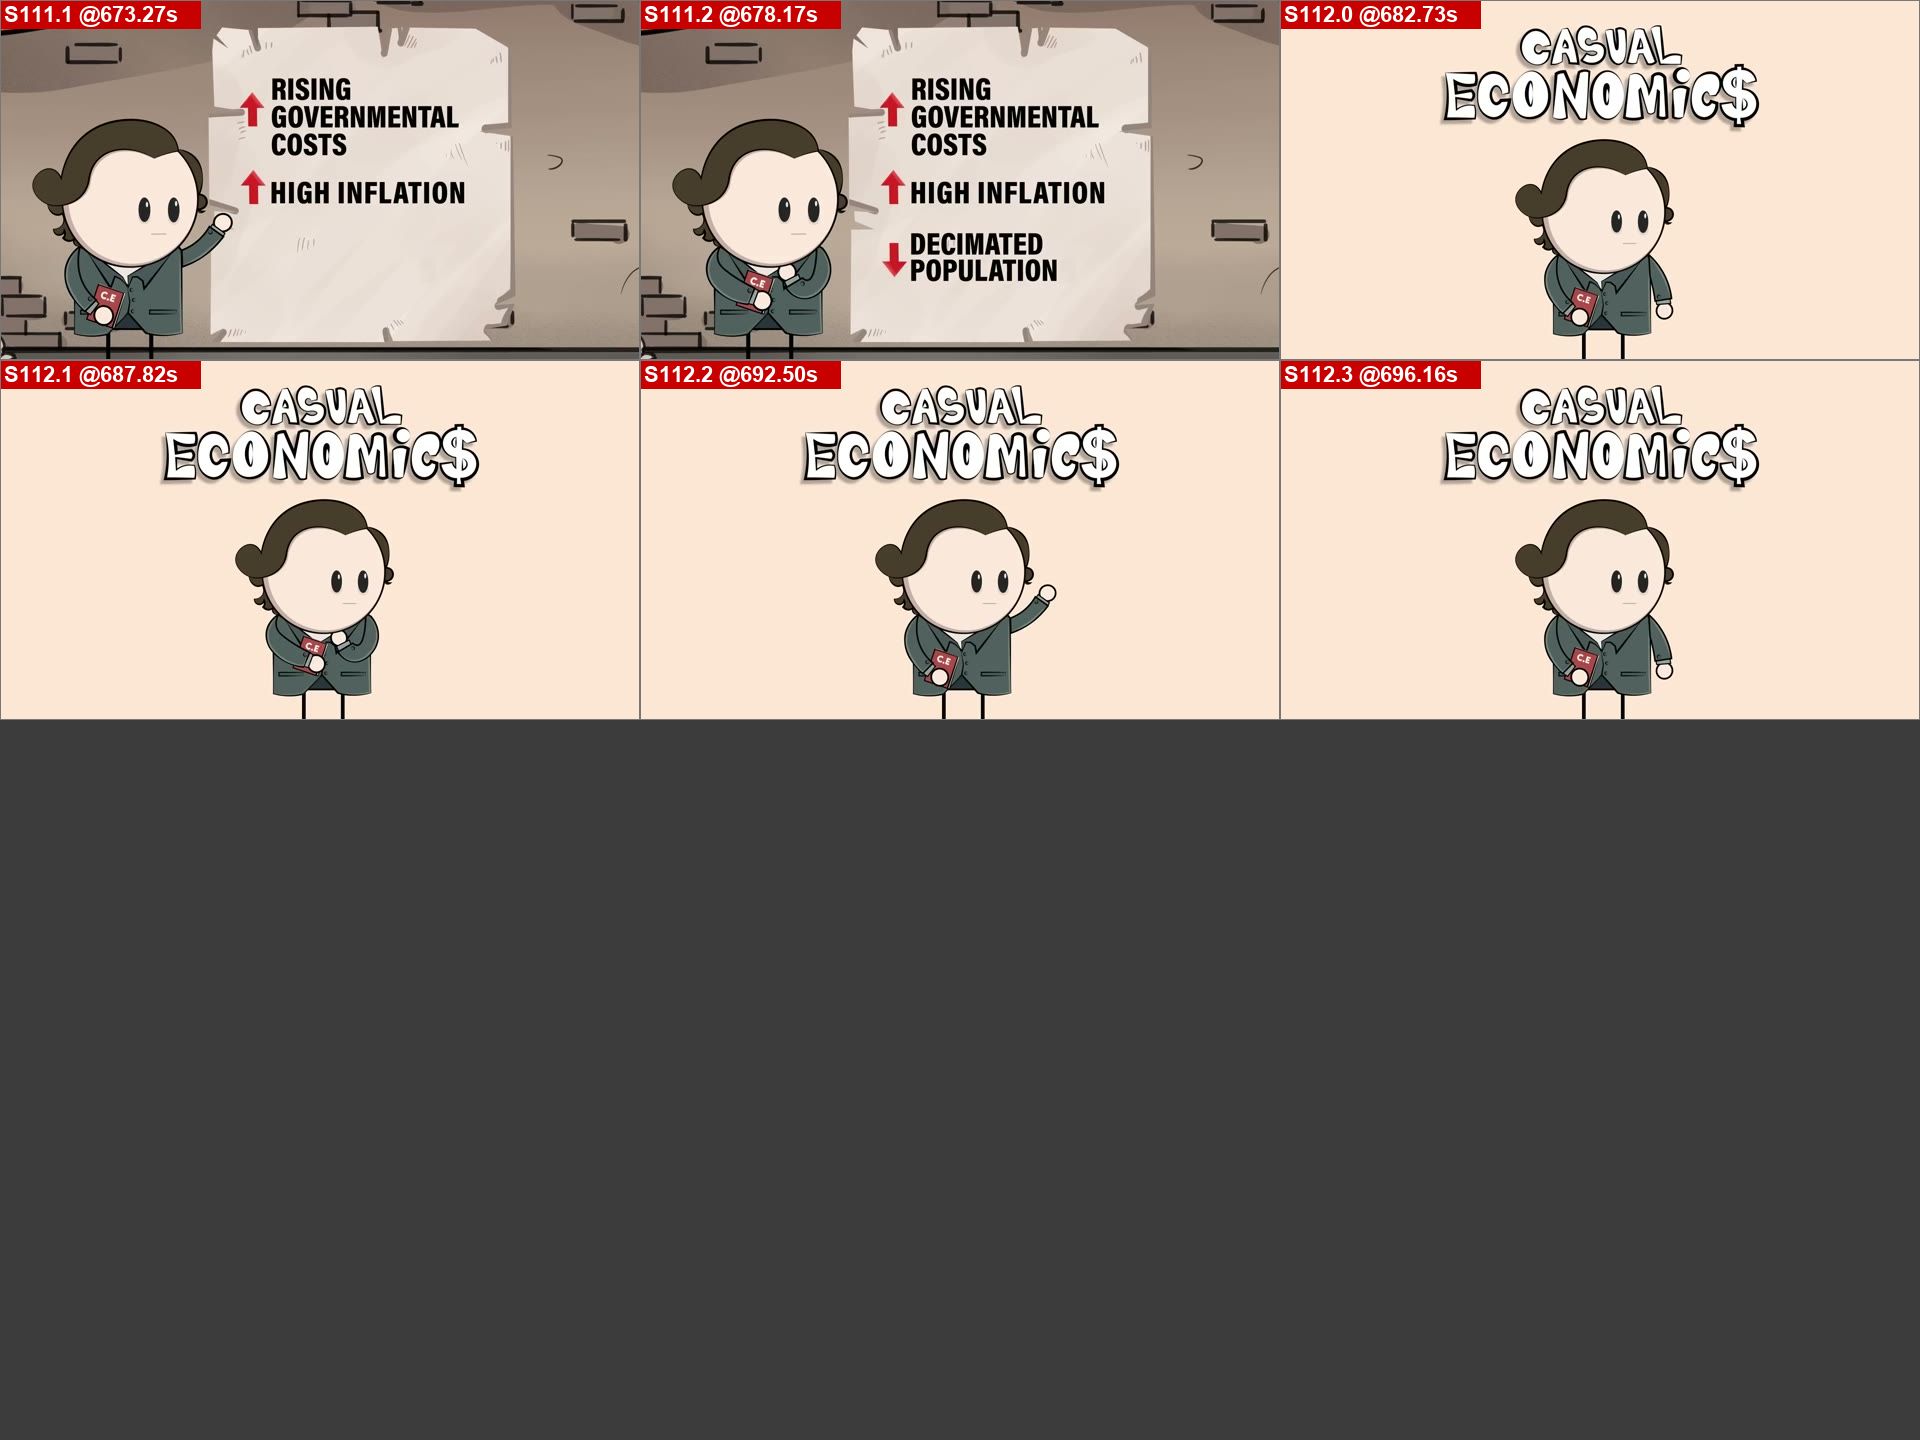 S111.1 @673.27s
RISING
GOVERNMENTAL
COSTS
HIGH INFLATION
C.E
S111.2 @678.17s
RISING
GOVERNMENTAL
COSTS
HIGH INFLATION
DECIMATED
POPULATION
C.E
S112.0 @682.73s
CASUAL
ECONOMiC$
C.E
S112.1 @687.82s
CASUAL
ECONOMiC$
C.E
S112.2 @692.50s
CASUAL
ECONOMiC$
C.E
S112.3 @696.16s
CASUAL
ECONOMiC$
C.E